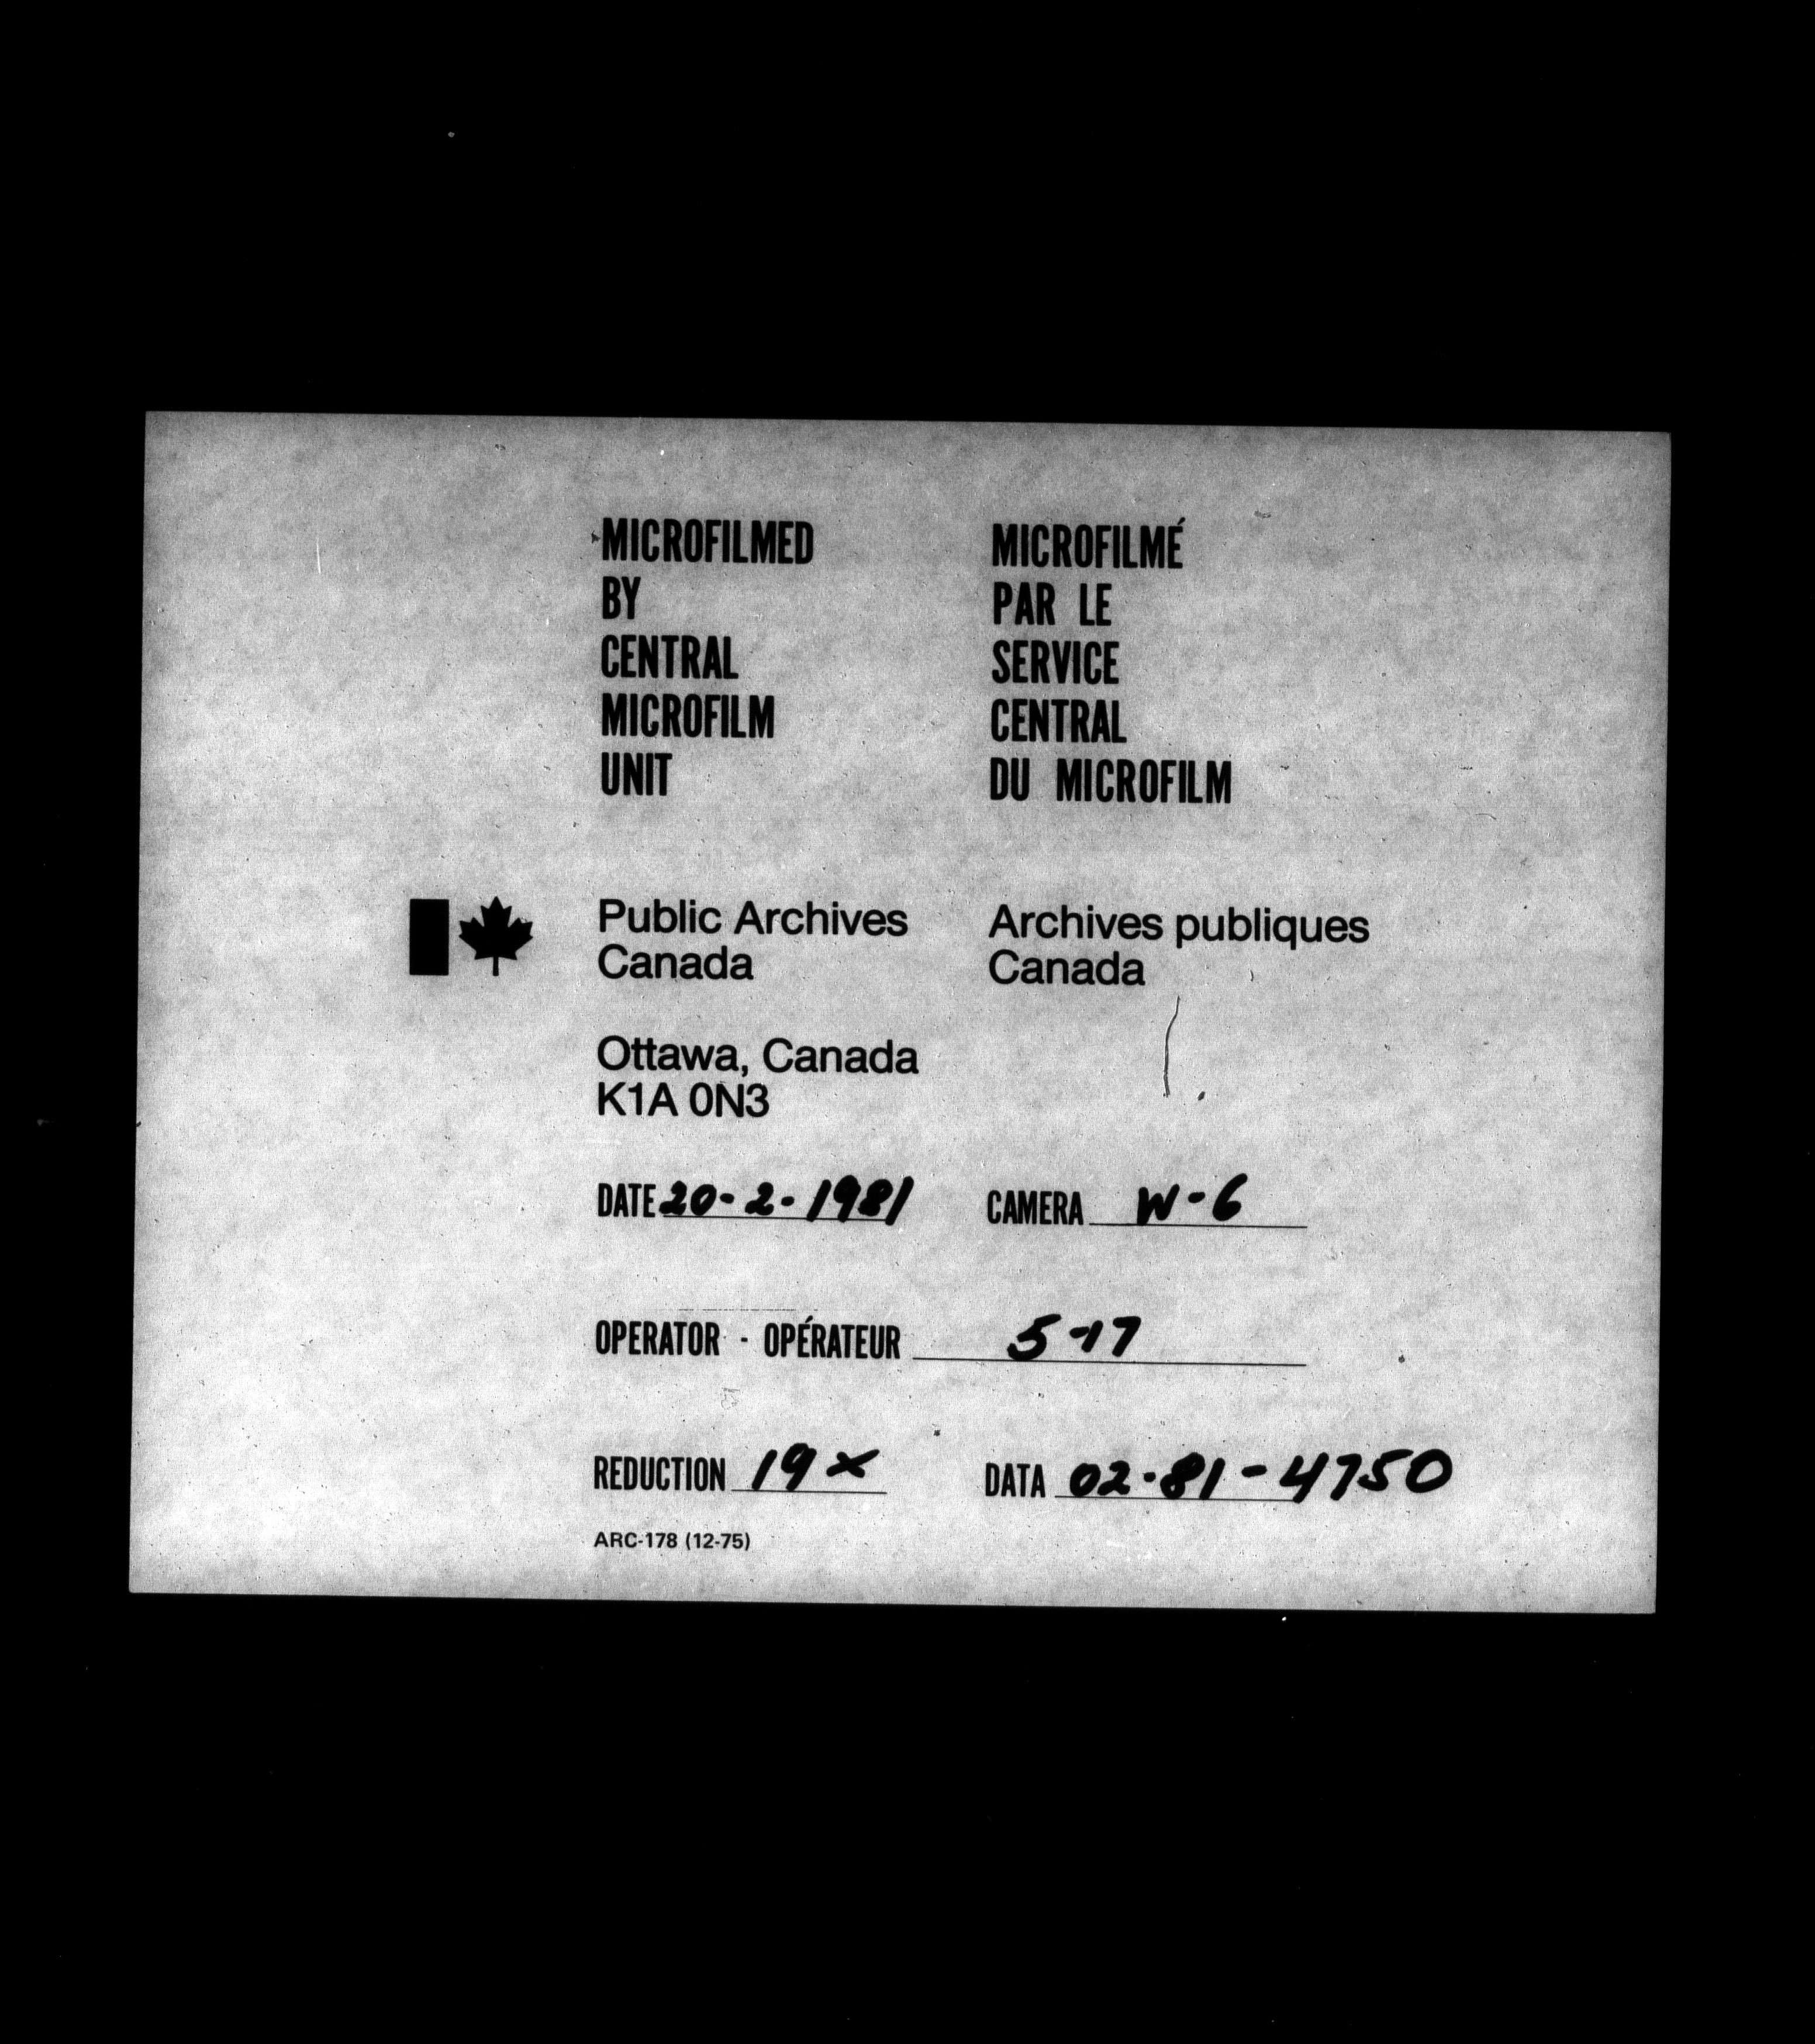 MICROFILMED
BY
CENTRAL
MICROFILM
UNIT
MICROFILMÉ
PAR LE
SERVICE
CENTRAL
DU MICROFILM
Public Archives
Canada
Archives publiques
Canada
Ottawa, Canada
K1A 0N3
DATE 20-2-1981 CAMERA W-6
OPERATOR - OPÉRATEUR 5-17
REDUCTION 19x DATA 02-81-4750
ARC-178 (12-75)